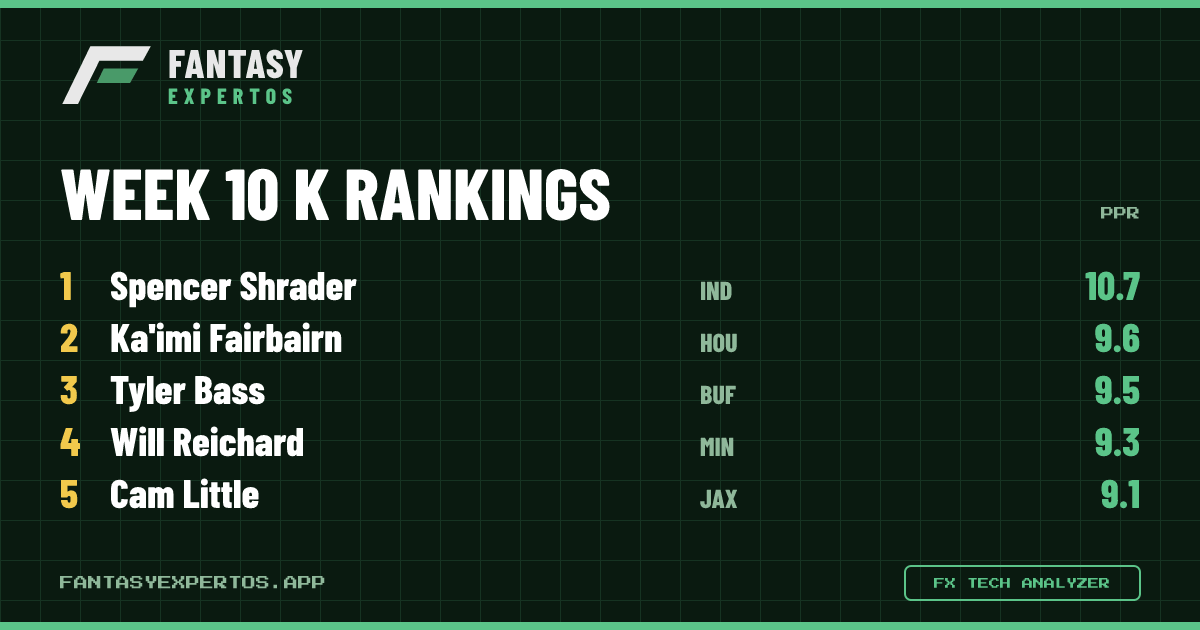 FANTASY
EXPERTOS
WEEK 10 K RANKINGS
PPR
1 Spencer Shrader IND 10.7
2 Ka'imi Fairbairn HOU 9.6
3 Tyler Bass BUF 9.5
4 Will Reichard MIN 9.3
5 Cam Little JAX 9.1
FANTASYEXPERTOS.APP
FX TECH ANALYZER